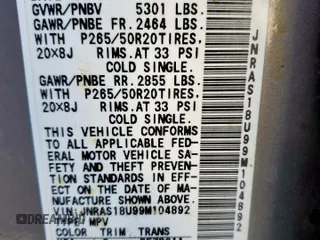 GVWR/PNBV 5301 LBS.
GAWR/PNBE FR. 2464 LBS.
WITH P265/50R20TIRES,
20×8J RIMS.AT 33 PSI
COLD SINGLE.
GAWR/PNBE RR. 2855 LBS.
WITH P265/50R20TIRES,
20×8J RIMS.AT 33 PSI
COLD SINGLE.
THIS VEHICLE CONFORMS
TO ALL APPLICABLE FED-
ERAL MOTOR VEHICLE SA-
FETY AND THEFT PREVEN-
TION STANDARDS IN EFF-
ECT ON THE DATE OF MA-
NUFACTURE SHOWN ABOVE.
V.I.N:JNRAS18U99M104892
TYPE MPV
COLOR TRIM TRANS
JNRAS18U99M104892
DRIVERIGHT